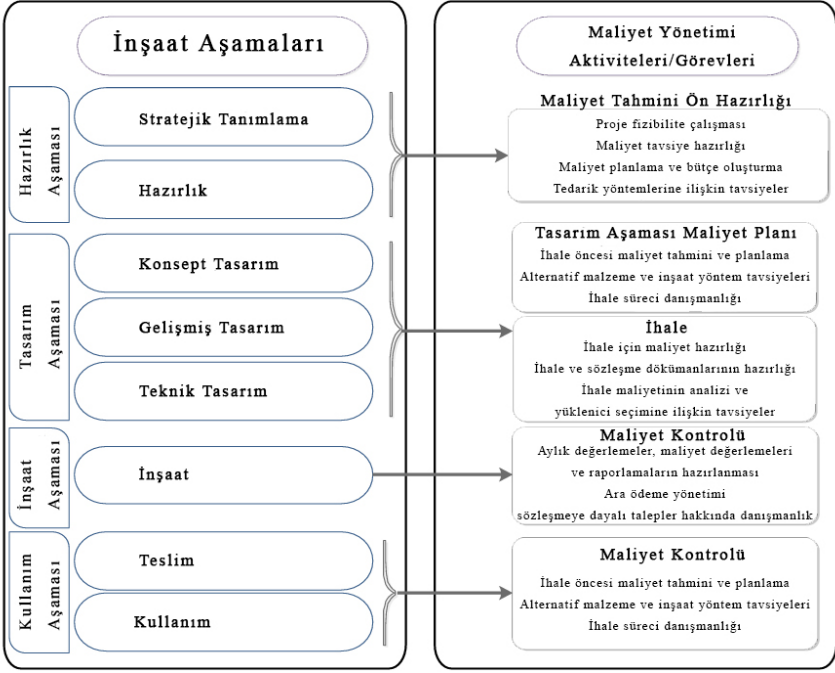 İnşaat Aşamaları
Hazırlık
Aşaması
Stratejik Tanımlama
Hazırlık
Tasarım
Aşaması
Konsept Tasarım
Gelişmiş Tasarım
Teknik Tasarım
İnşaat
Aşaması
İnşaat
Kullanım
Aşaması
Teslim
Kullanım
Maliyet Yönetimi
Aktiviteleri/Görevleri
Maliyet Tahmini Ön Hazırlığı
Proje fizibilite çalışması
Maliyet tavsiye hazırlığı
Maliyet planlama ve bütçe oluşturma
Tedarik yöntemlerine ilişkin tavsiyeler
Tasarım Aşaması Maliyet Planı
İhale öncesi maliyet tahmini ve planlama
Alternatif malzeme ve inşaat yöntem tavsiyeleri
İhale süreci danışmanlığı
İhale
İhale için maliyet hazırlığı
İhale ve sözleşme dökümanlarının hazırlığı
İhale maliyetinin analizi ve
yüklenici seçimine ilişkin tavsiyeler
Maliyet Kontrolü
Aylık değerlemeler, maliyet değerlemeleri
ve raporlamaların hazırlanması
Ara ödeme yönetimi
sözleşmeye dayalı talepler hakkında danışmanlık
Maliyet Kontrolü
İhale öncesi maliyet tahmini ve planlama
Alternatif malzeme ve inşaat yöntem tavsiyeleri
İhale süreci danışmanlığı